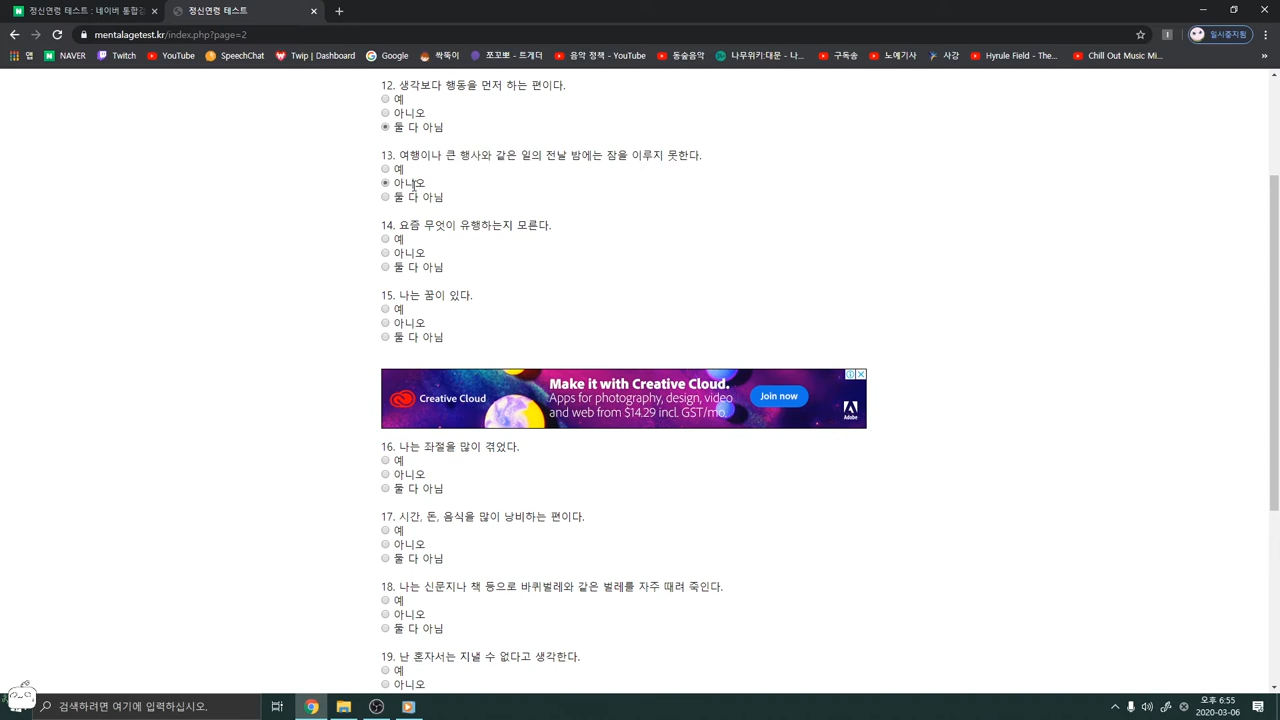 정신연령 테스트 : 네이버 통합검
정신연령 테스트
mentalagetest.kr/index.php?page=2
일시중지됨
앱
NAVER
Twitch
YouTube
SpeechChat
Twip | Dashboard
Google
싹뚝이
쪼꼬뽀 - 트게더
음악 정책 - YouTube
동숲음악
나무위키:대문 - 나...
구독송
노예기사
사강
Hyrule Field - The...
Chill Out Music Mi...
12. 생각보다 행동을 먼저 하는 편이다.
예
아니오
둘 다 아님
13. 여행이나 큰 행사와 같은 일의 전날 밤에는 잠을 이루지 못한다.
예
아니오
둘 다 아님
14. 요즘 무엇이 유행하는지 모른다.
예
아니오
둘 다 아님
15. 나는 꿈이 있다.
예
아니오
둘 다 아님
Creative Cloud
Make it with Creative Cloud.
Apps for photography, design, video
and web from $14.29 incl. GST/mo.
Join now
Adobe
16. 나는 좌절을 많이 겪었다.
예
아니오
둘 다 아님
17. 시간, 돈, 음식을 많이 낭비하는 편이다.
예
아니오
둘 다 아님
18. 나는 신문지나 책 등으로 바퀴벌레와 같은 벌레를 자주 때려 죽인다.
예
아니오
둘 다 아님
19. 난 혼자서는 지낼 수 없다고 생각한다.
예
아니오
검색하려면 여기에 입력하십시오.
오후 6:55
2020-03-06